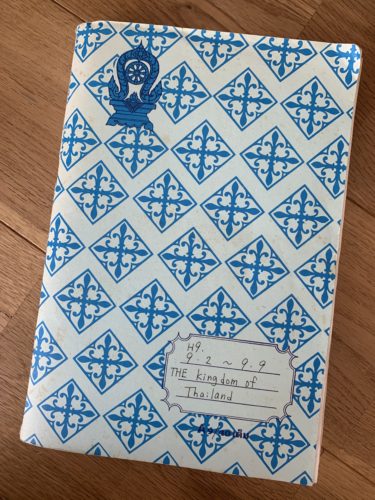 H9.
9.2 ~ 9.9
THE kingdom of
Thailand